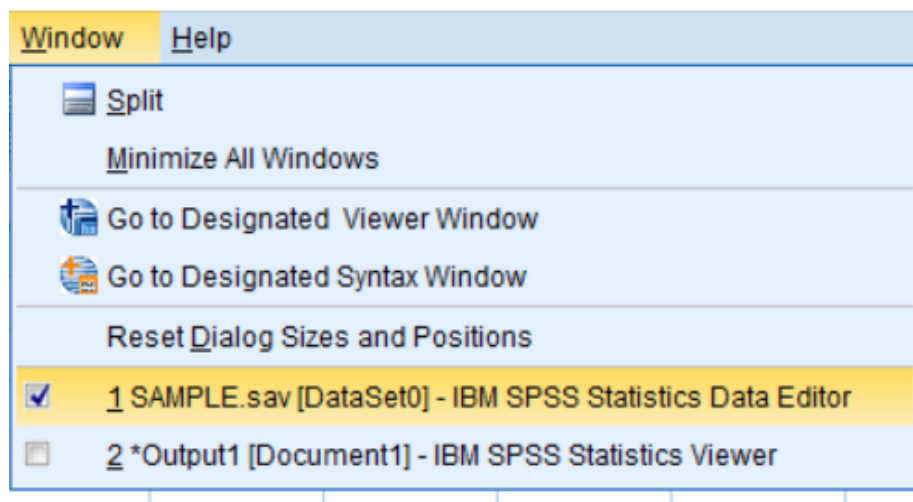 Window Help
Split
Minimize All Windows
Go to Designated Viewer Window
Go to Designated Syntax Window
Reset Dialog Sizes and Positions
1 SAMPLE.sav [DataSet0] - IBM SPSS Statistics Data Editor
2 *Output1 [Document1] - IBM SPSS Statistics Viewer